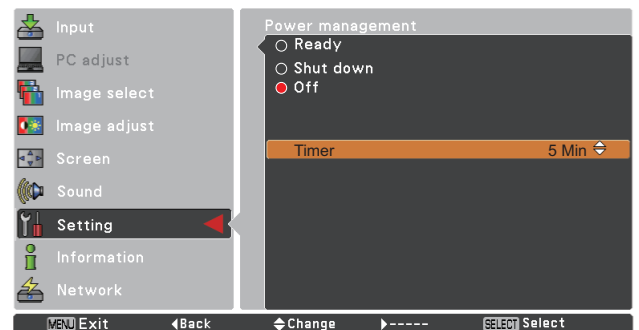 Input
PC adjust
Image select
Image adjust
Screen
Sound
Setting
Information
Network
Power management
Ready
Shut down
Off
Timer 5 Min
MENU Exit ◀Back Change ▶----- SELECT Select